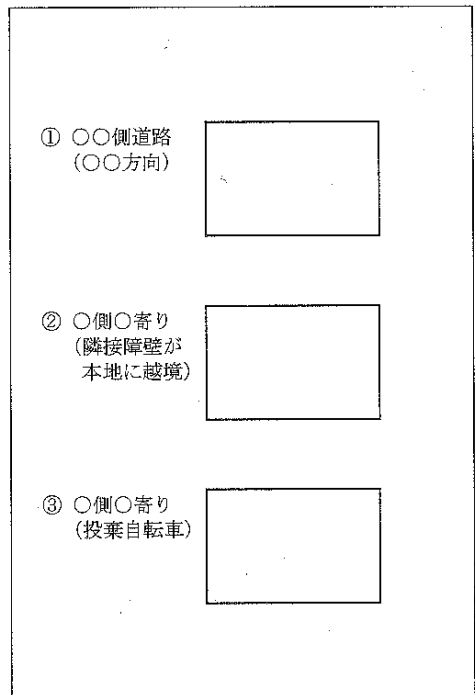 ① ○○側道路
(○○方向)
② ○側○寄り
(隣接障壁が
本地に越境)
③ ○側○寄り
(投棄自転車)